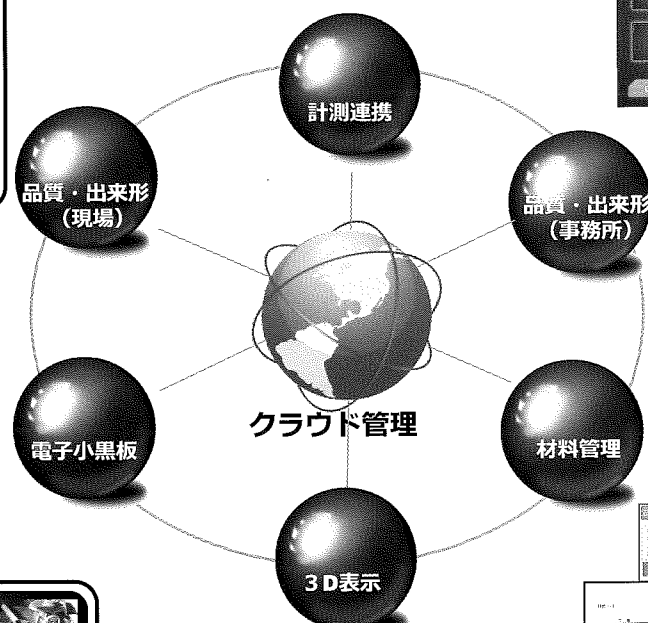 計測連携
品質・出来形
（現場）
品質・出来形
（事務所）
クラウド管理
電子小黒板
材料管理
３D表示